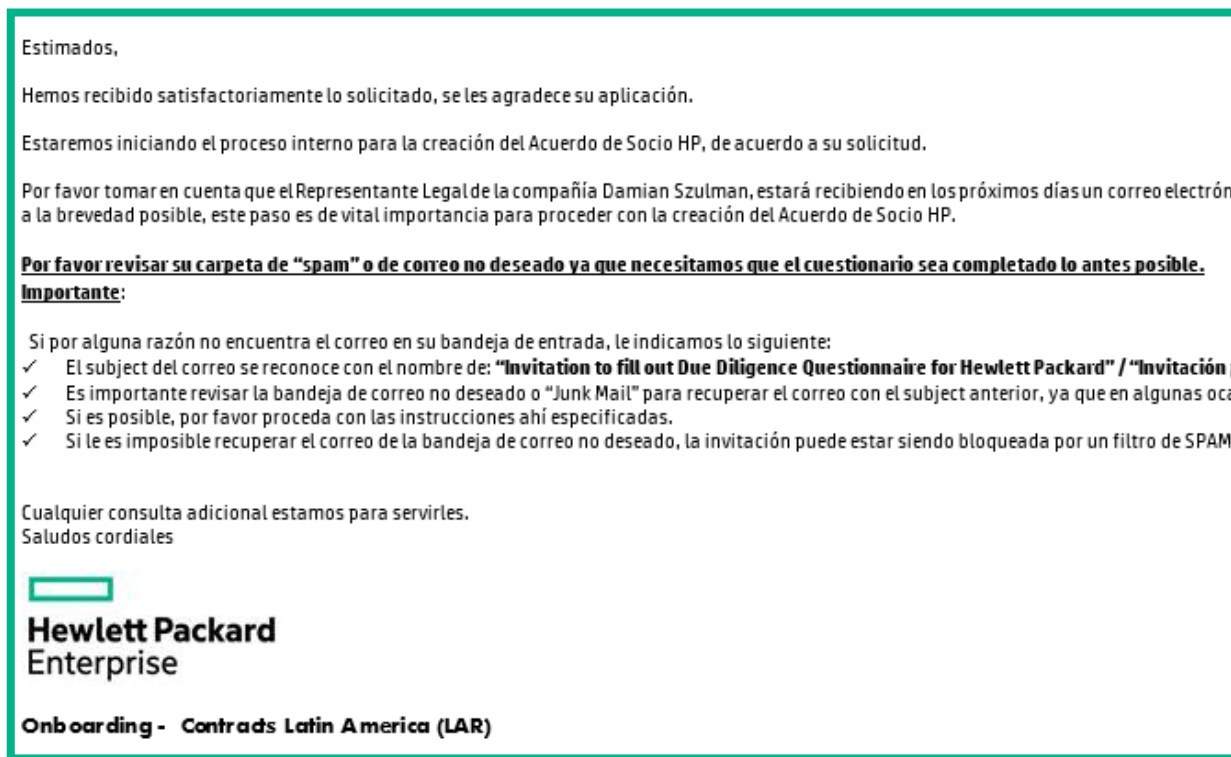 Estimados,
Hemos recibido satisfactoriamente lo solicitado, se les agradece su aplicación.
Estaremos iniciando el proceso interno para la creación del Acuerdo de Socio HP, de acuerdo a su solicitud.
Por favor tomar en cuenta que el Representante Legal de la compañía Damian Szulman, estará recibiendo en los próximos días un correo
a la brevedad posible, este paso es de vital importancia para proceder con la creación del Acuerdo de Socio HP.
Por favor revisar su carpeta de “spam” o de correo no deseado ya que necesitamos que el cuestionario sea completado lo antes posible.
Importante:
Si por alguna razón no encuentra el correo en su bandeja de entrada, le indicamos lo siguiente:
✓ El subject del correo se reconoce con el nombre de: “Invitation to fill out Due Diligence Questionnaire for Hewlett Packard” / “Invitación
✓ Es importante revisar la bandeja de correo no deseado o “Junk Mail” para recuperar el correo con el subject anterior, ya que en algunas
✓ Si es posible, por favor proceda con las instrucciones ahí especificadas.
✓ Si le es imposible recuperar el correo de la bandeja de correo no deseado, la invitación puede estar siendo bloqueada por un filtro de SPAM
Cualquier consulta adicional estamos para servirles.
Saludos cordiales
Hewlett Packard
Enterprise
Onboarding - Contracts Latin America (LAR)